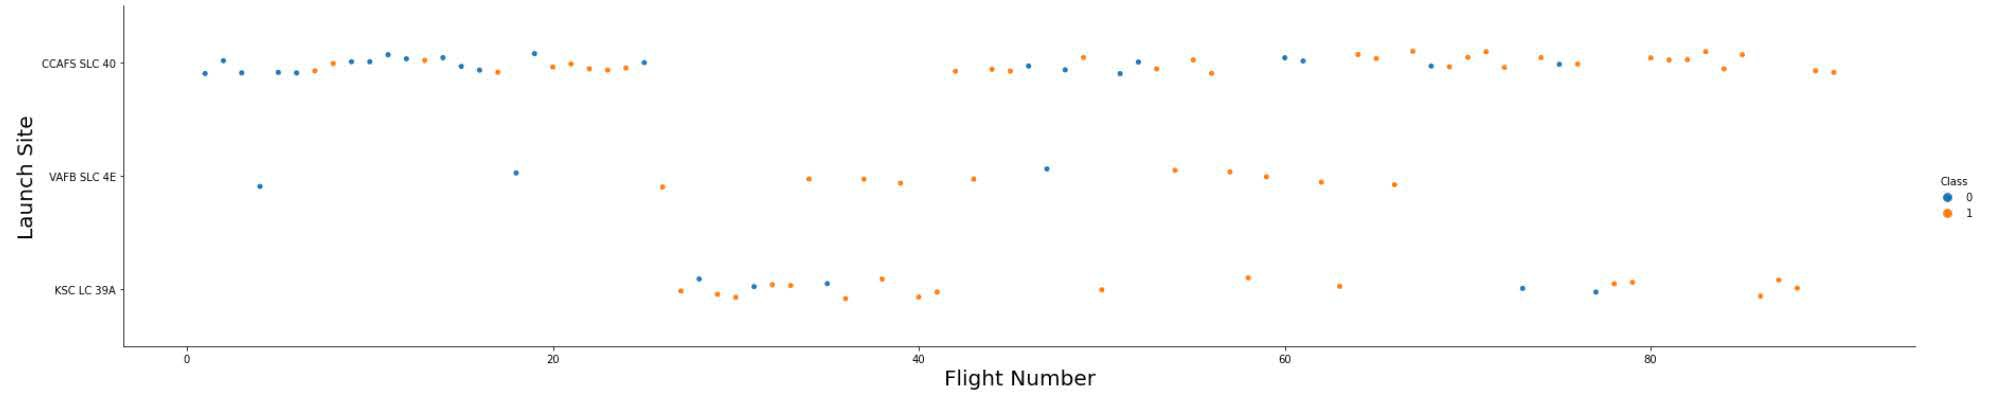 CCAFS SLC 40
VAFB SLC 4E
KSC LC 39A
Launch Site
0 20 40 60 80
Flight Number
Class
0
1